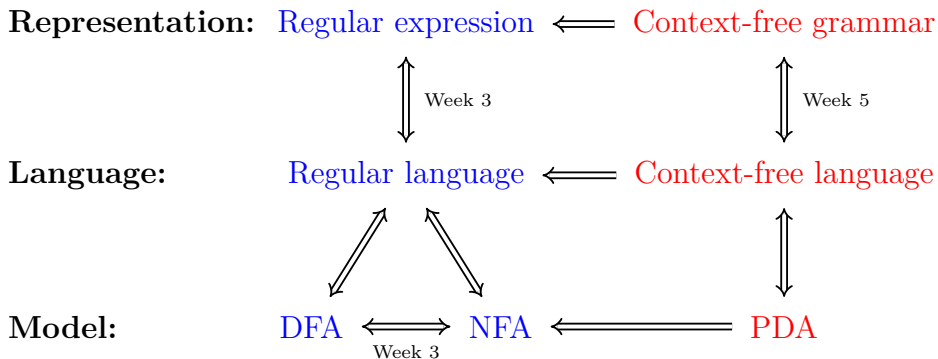 Representation: Regular expression Context-free grammar
Week 3 Week 5
Language: Regular language Context-free language
Model: DFA NFA PDA
Week 3